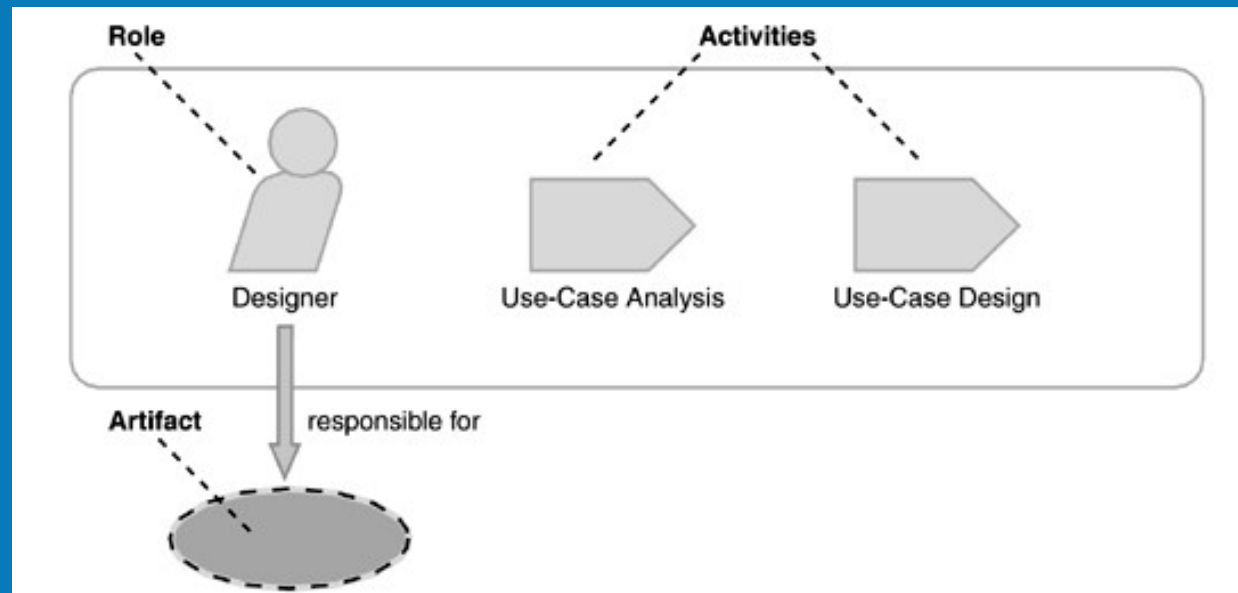 Role
Activities
Designer
Use-Case Analysis
Use-Case Design
Artifact
responsible for